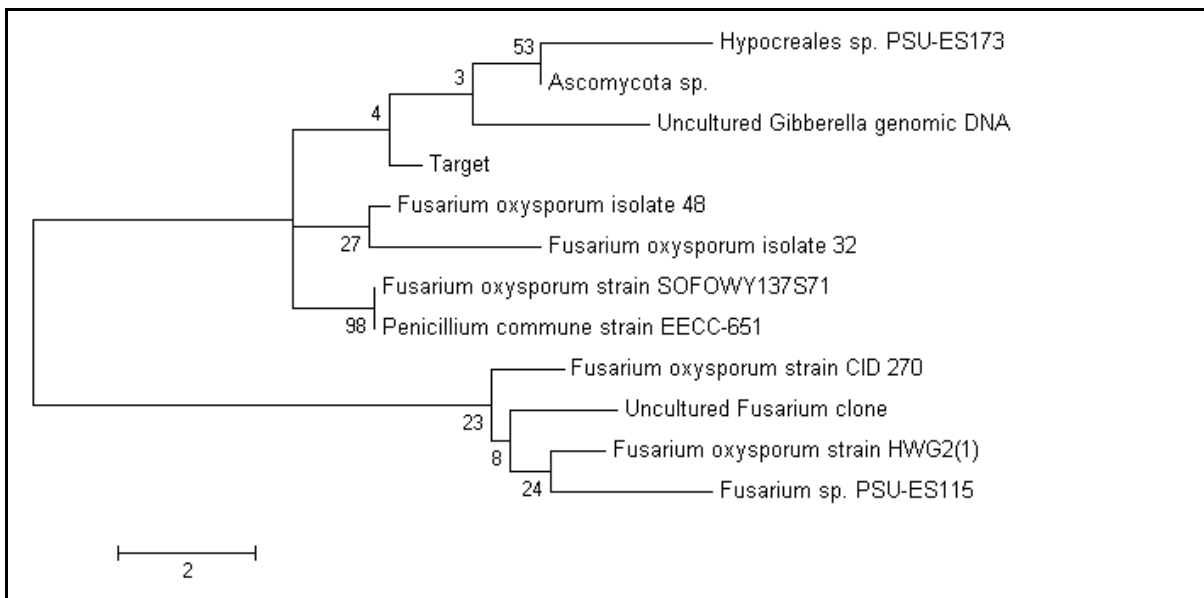 53
Hypocreales sp. PSU-ES173
3
Ascomycota sp.
4
Uncultured Gibberella genomic DNA
Target
Fusarium oxysporum isolate 48
27
Fusarium oxysporum isolate 32
Fusarium oxysporum strain SOFOWY137S71
98
Penicillium commune strain EECC-651
Fusarium oxysporum strain CID 270
23
Uncultured Fusarium clone
8
Fusarium oxysporum strain HWG2(1)
24
Fusarium sp. PSU-ES115
2